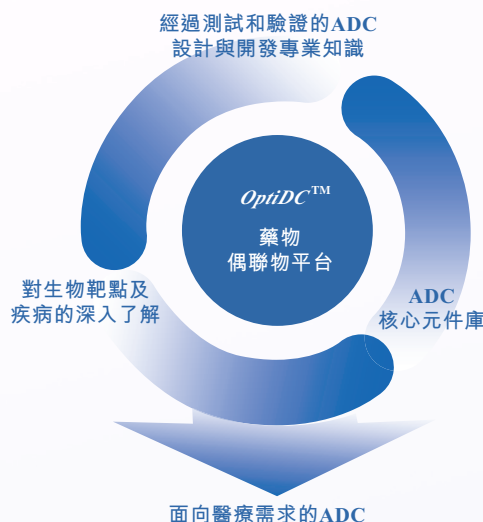 經過測試和驗證的ADC
設計與開發專業知識
OptiDC™
藥物
偶聯物平台
對生物靶點及
疾病的深入了解
ADC
核心元件庫
面向醫療需求的ADC